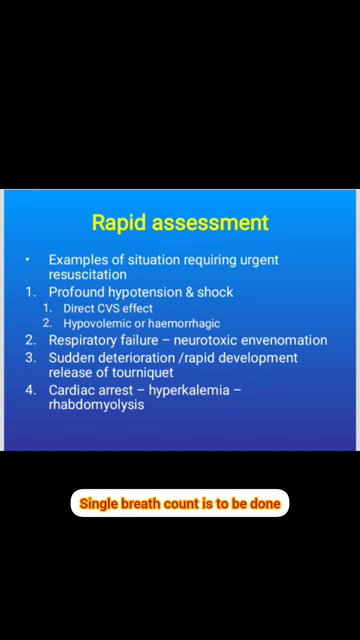 Rapid assessment
• Examples of situation requiring urgent
resuscitation
1. Profound hypotension & shock
1. Direct CVS effect
2. Hypovolemic or haemorrhagic
2. Respiratory failure – neurotoxic envenomation
3. Sudden deterioration /rapid development
release of tourniquet
4. Cardiac arrest – hyperkalemia –
rhabdomyolysis
Single breath count is to be done